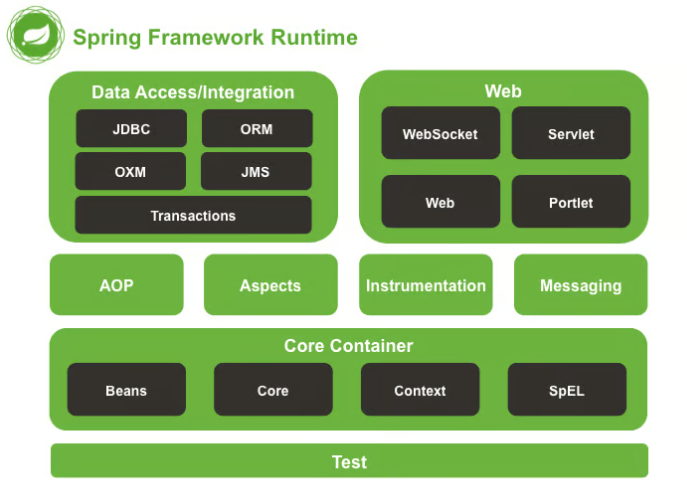 Spring Framework Runtime
Data Access/Integration
JDBC
ORM
OXM
JMS
Transactions
Web
WebSocket
Servlet
Web
Portlet
AOP
Aspects
Instrumentation
Messaging
Core Container
Beans
Core
Context
SpEL
Test